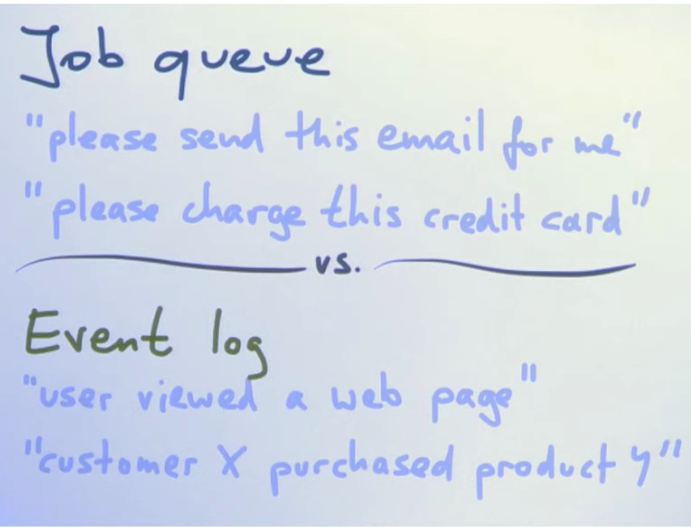 Job queue
"please send this email for me"
"please charge this credit card"
vs.
Event log
"user viewed a web page"
"customer X purchased product y"